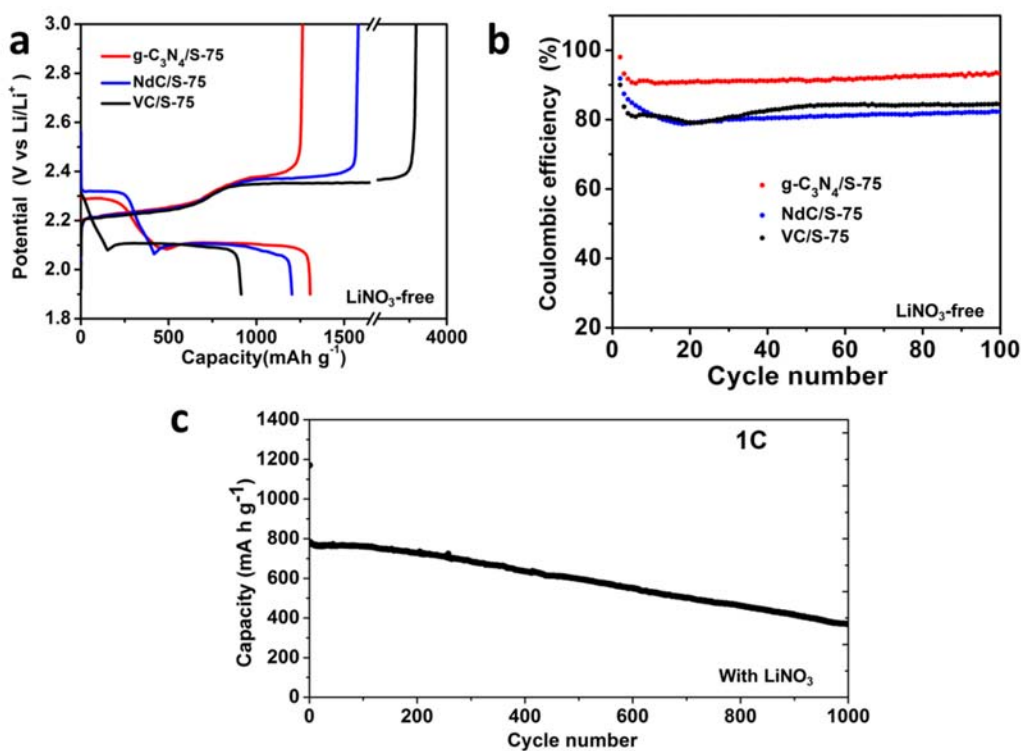 a
3.0
2.8
2.6
2.4
2.2
2.0
1.8
Potential (V vs Li/Li⁺)
g-C₃N₄/S-75
NdC/S-75
VC/S-75
LiNO₃-free
0 250 500 750 1000 1250 1500 4000
Capacity(mAh g⁻¹)
b
100
80
60
40
20
Coulombic efficiency (%)
g-C₃N₄/S-75
NdC/S-75
VC/S-75
LiNO₃-free
0 20 40 60 80 100
Cycle number
c
1400
1200
1000
800
600
400
200
0
Capacity (mA h g⁻¹)
1C
With LiNO₃
0 200 400 600 800 1000
Cycle number